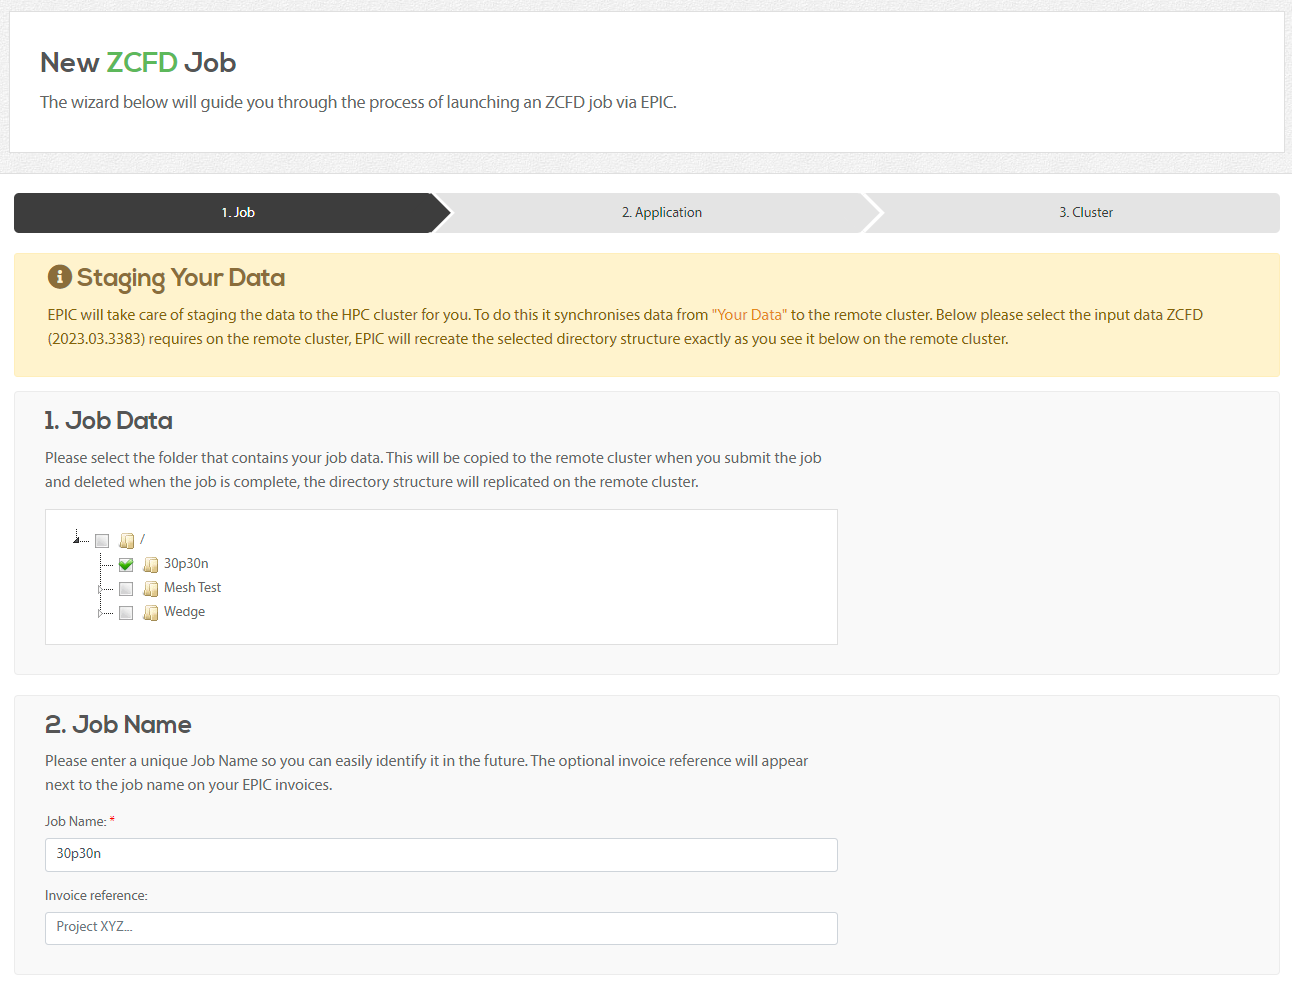 New ZCFD Job
The wizard below will guide you through the process of launching an ZCFD job via EPIC.
1. Job
2. Application
3. Cluster
Staging Your Data
EPIC will take care of staging the data to the HPC cluster for you. To do this it synchronises data from "Your Data" to the remote cluster. Below please select the input data ZCFD
(2023.03.3383) requires on the remote cluster, EPIC will recreate the selected directory structure exactly as you see it below on the remote cluster.
1. Job Data
Please select the folder that contains your job data. This will be copied to the remote cluster when you submit the job
and deleted when the job is complete, the directory structure will replicated on the remote cluster.
/
30p30n
Mesh Test
Wedge
2. Job Name
Please enter a unique Job Name so you can easily identify it in the future. The optional invoice reference will appear
next to the job name on your EPIC invoices.
Job Name: *
30p30n
Invoice reference:
Project XYZ...